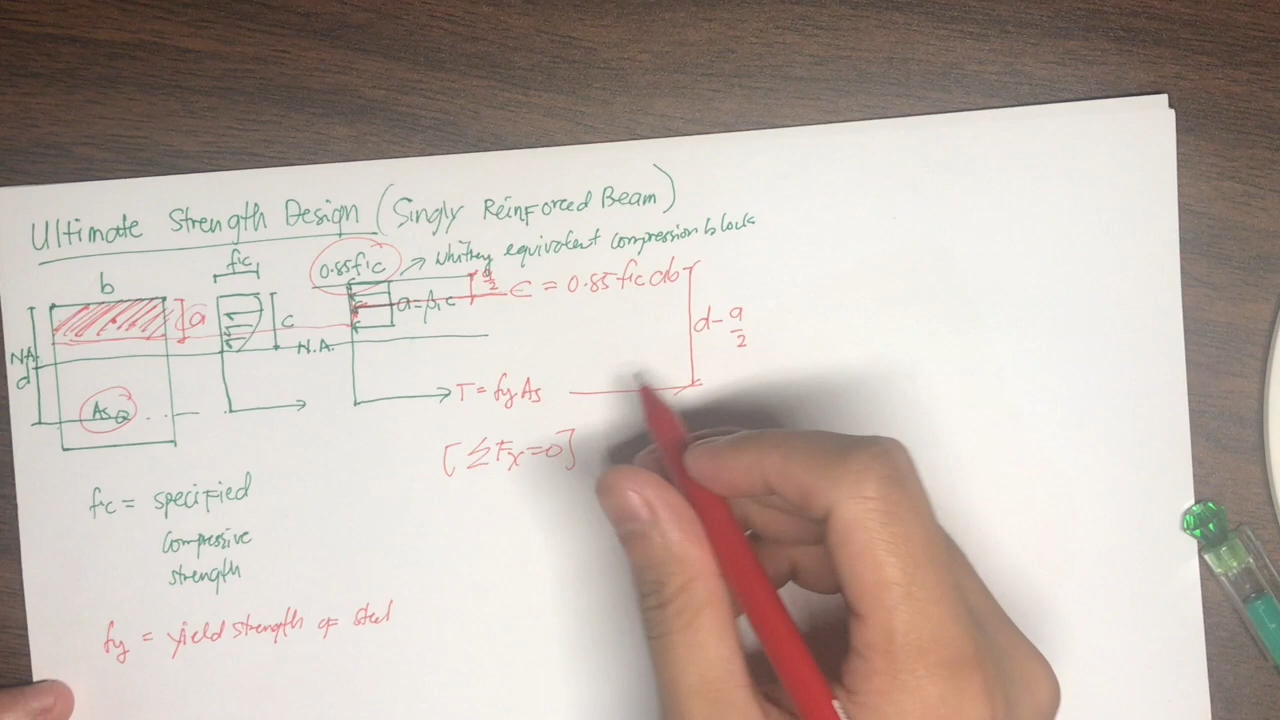 Ultimate Strength Design (Singly Reinforced Beam)
f'c
0.85f'c
Whitney equivalent compression block
b
a
c
a=β1c
a/2
C = 0.85f'c ab
d-a/2
N.A.
N.A.
d
As
T = fy As
[ΣFx=0]
f'c = specified
compressive
strength
fy = yield strength of steel